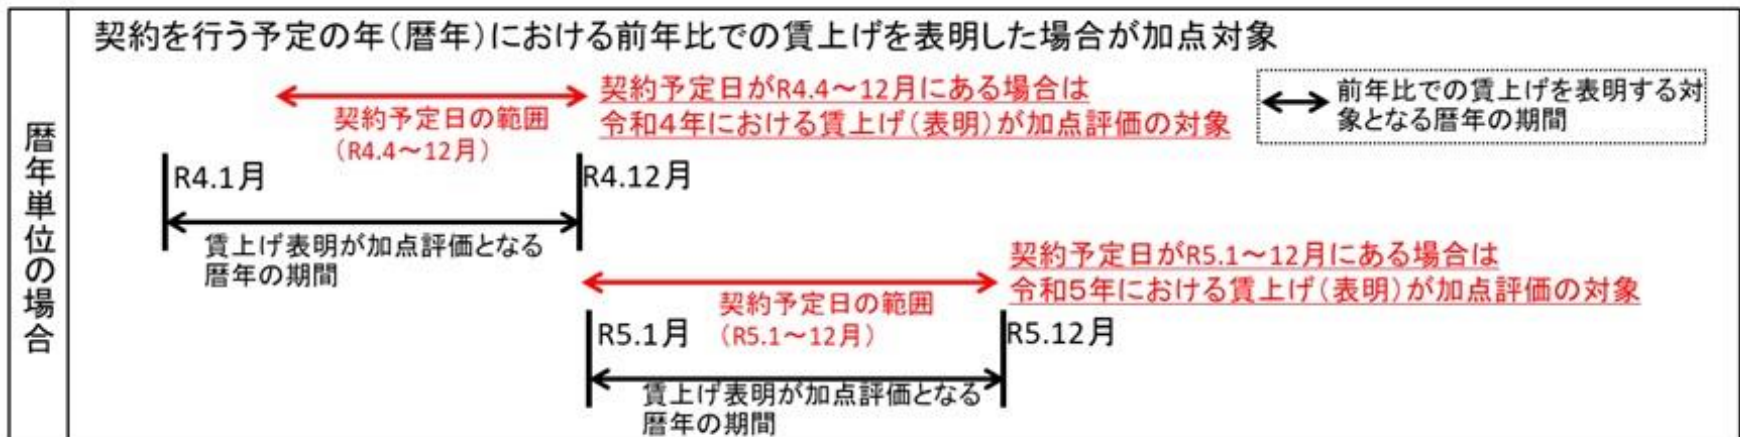 暦年単位の場合
契約を行う予定の年(暦年)における前年比での賃上げを表明した場合が加点対象
契約予定日の範囲
(R4.4~12月)
契約予定日がR4.4~12月にある場合は
令和4年における賃上げ(表明)が加点評価の対象
前年比での賃上げを表明する対
象となる暦年の期間
R4.1月
R4.12月
賃上げ表明が加点評価となる
暦年の期間
契約予定日の範囲
(R5.1~12月)
契約予定日がR5.1~12月にある場合は
令和5年における賃上げ(表明)が加点評価の対象
R5.1月
R5.12月
賃上げ表明が加点評価となる
暦年の期間